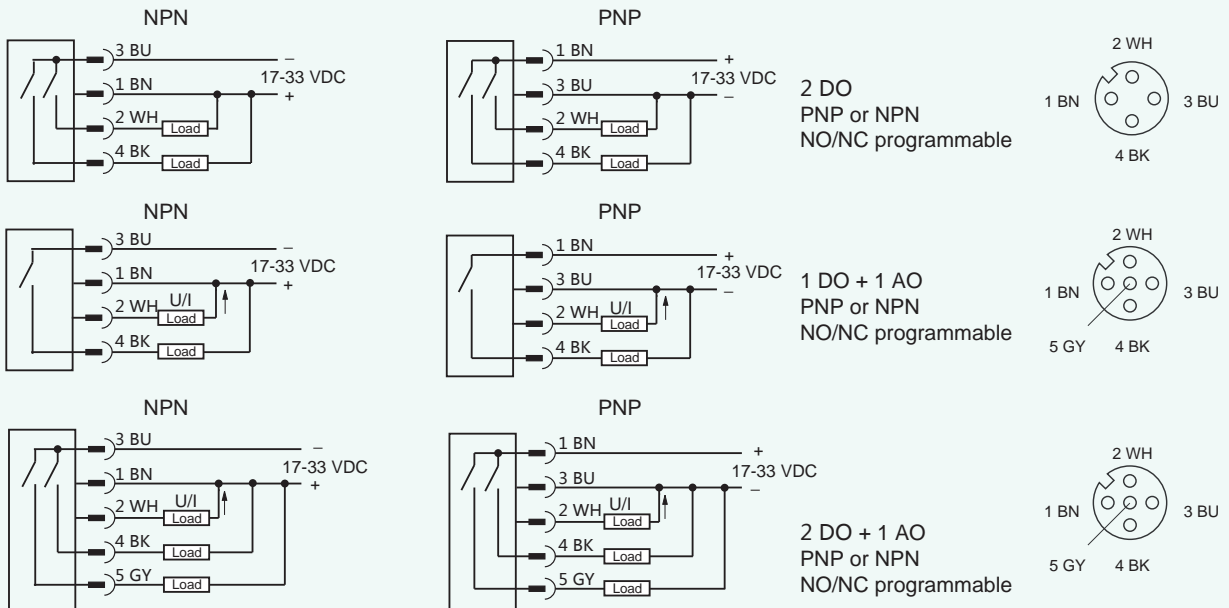 NPN
3 BU
–
17-33 VDC
1 BN
+
2 WH
Load
4 BK
Load
PNP
1 BN
+
17-33 VDC
3 BU
–
2 WH
Load
4 BK
Load
2 DO
PNP or NPN
NO/NC programmable
2 WH
1 BN
3 BU
4 BK
NPN
3 BU
–
17-33 VDC
1 BN
+
2 WH
U/I
Load
4 BK
Load
PNP
1 BN
+
17-33 VDC
3 BU
–
2 WH
U/I
Load
4 BK
Load
1 DO + 1 AO
PNP or NPN
NO/NC programmable
2 WH
1 BN
3 BU
5 GY
4 BK
NPN
3 BU
–
17-33 VDC
1 BN
+
2 WH
U/I
Load
4 BK
Load
5 GY
Load
PNP
1 BN
+
17-33 VDC
3 BU
–
2 WH
U/I
Load
4 BK
Load
5 GY
Load
2 DO + 1 AO
PNP or NPN
NO/NC programmable
2 WH
1 BN
3 BU
5 GY
4 BK